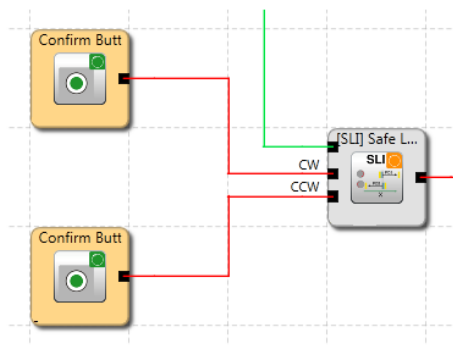 Confirm Butt
[SLI] Safe L...
SLI
CW
CCW
X
Confirm Butt